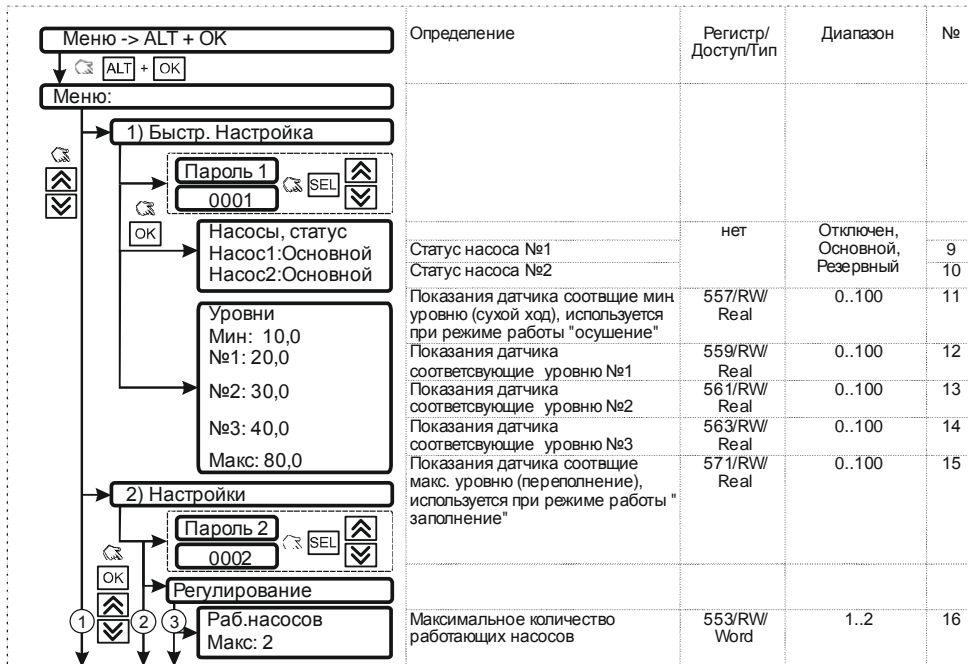 Меню -> ALT + OK
Определение
Регистр/
Доступ/Тип
Диапазон
№
ALT + OK
Меню:
1) Быстр. Настройка
Пароль 1
SEL
0001
OK
Насосы, статус
Насос1:Основной
Насос2:Основной
Статус насоса №1
Статус насоса №2
нет
Отключен,
Основной,
Резервный
9
10
Уровни
Мин: 10,0
№1: 20,0
№2: 30,0
№3: 40,0
Макс: 80,0
Показания датчика соотвщие мин.
уровню (сухой ход), используется
при режиме работы "осушение"
557/RW/
Real
0..100
11
Показания датчика
соответсвующие уровню №1
559/RW/
Real
0..100
12
Показания датчика
соответсвующие уровню №2
561/RW/
Real
0..100
13
Показания датчика
соответсвующие уровню №3
563/RW/
Real
0..100
14
Показания датчика соотвщие
макс. уровню (переполнение),
используется при режиме работы "
заполнение"
571/RW/
Real
0..100
15
2) Настройки
Пароль 2
SEL
0002
OK
Регулирование
1
2
3
Раб.насосов
Макс: 2
Максимальное количество
работающих насосов
553/RW/
Word
1..2
16